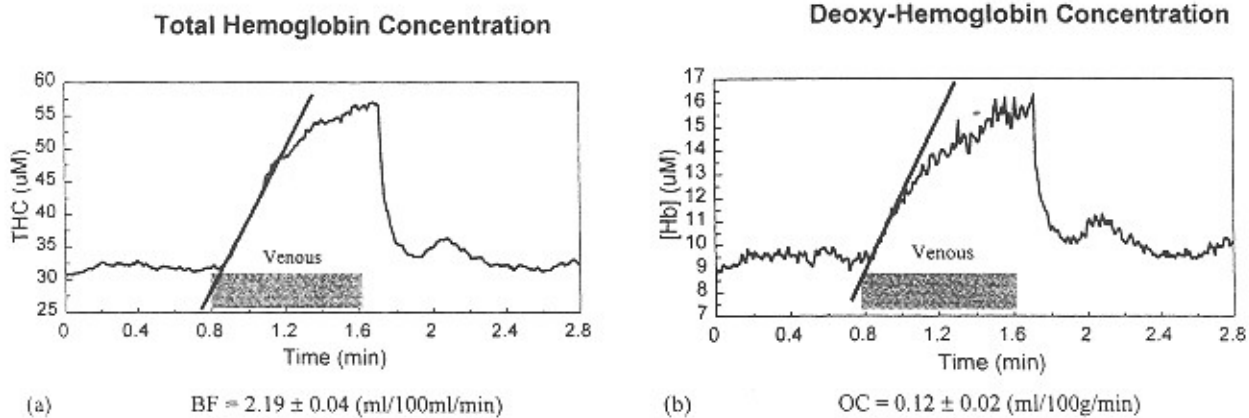 Total Hemoglobin Concentration
60
55
50
45
40
35
30
25
THC (uM)
Venous
0 0.4 0.8 1.2 1.6 2 2.4 2.8
Time (min)
(a) BF = 2.19 ± 0.04 (ml/100ml/min)
Deoxy-Hemoglobin Concentration
17
16
15
14
13
12
11
10
9
8
7
[Hb] (uM)
Venous
0 0.4 0.8 1.2 1.6 2 2.4 2.8
Time (min)
(b) OC = 0.12 ± 0.02 (ml/100g/min)